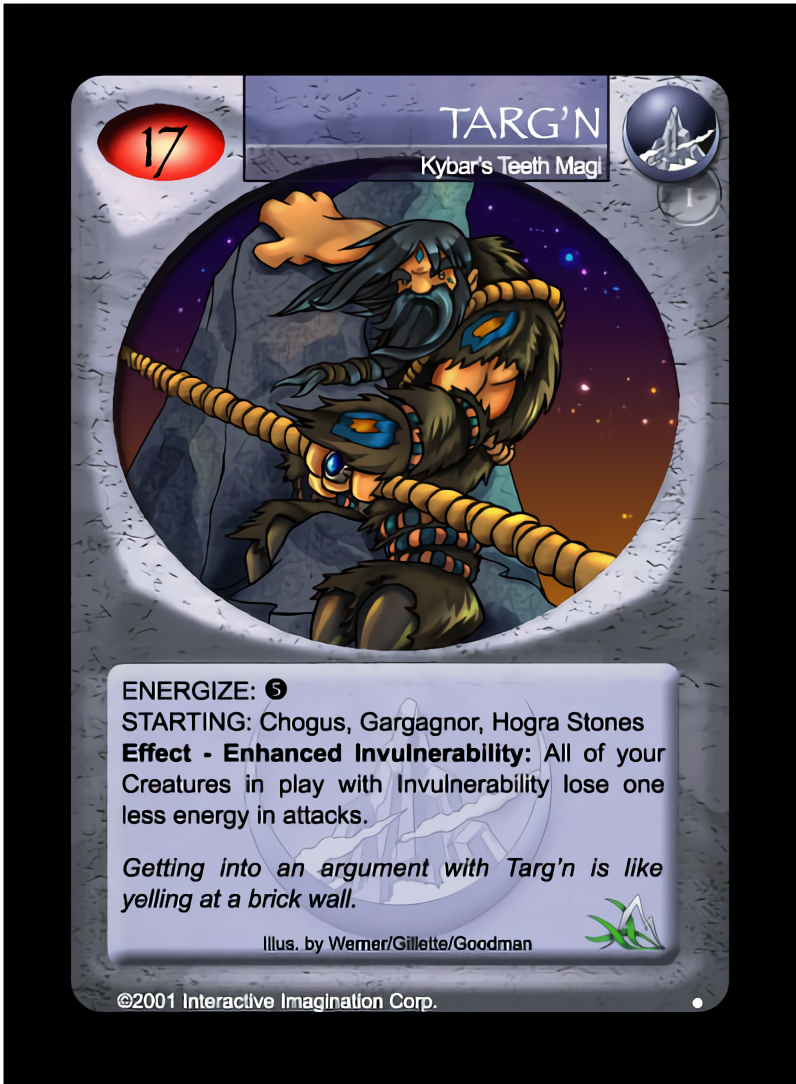 17
TARG'N
Kybar's Teeth Magi
I
ENERGIZE: ❺
STARTING: Chogus, Gargagnor, Hogra Stones
Effect - Enhanced Invulnerability: All of your
Creatures in play with Invulnerability lose one
less energy in attacks.
Getting into an argument with Targ'n is like
yelling at a brick wall.
Illus. by Werner/Gillette/Goodman
©2001 Interactive Imagination Corp.